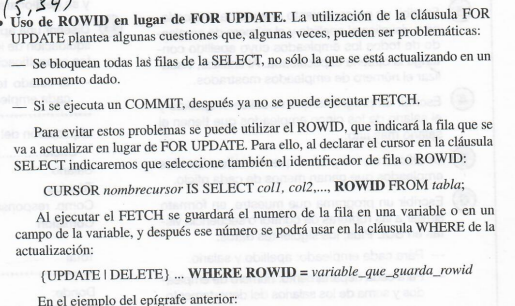 (5,34)
• Uso de ROWID en lugar de FOR UPDATE. La utilización de la cláusula FOR
UPDATE plantea algunas cuestiones que, algunas veces, pueden ser problemáticas:
— Se bloquean todas las filas de la SELECT, no sólo la que se está actualizando en un
momento dado.
— Si se ejecuta un COMMIT, después ya no se puede ejecutar FETCH.
Para evitar estos problemas se puede utilizar el ROWID, que indicará la fila que se
va a actualizar en lugar de FOR UPDATE. Para ello, al declarar el cursor en la cláusula
SELECT indicaremos que seleccione también el identificador de fila o ROWID:
CURSOR nombrecursor IS SELECT col1, col2,..., ROWID FROM tabla;
Al ejecutar el FETCH se guardará el numero de la fila en una variable o en un
campo de la variable, y después ese número se podrá usar en la cláusula WHERE de la
actualización:
{UPDATE | DELETE} ... WHERE ROWID = variable_que_guarda_rowid
En el ejemplo del epígrafe anterior: